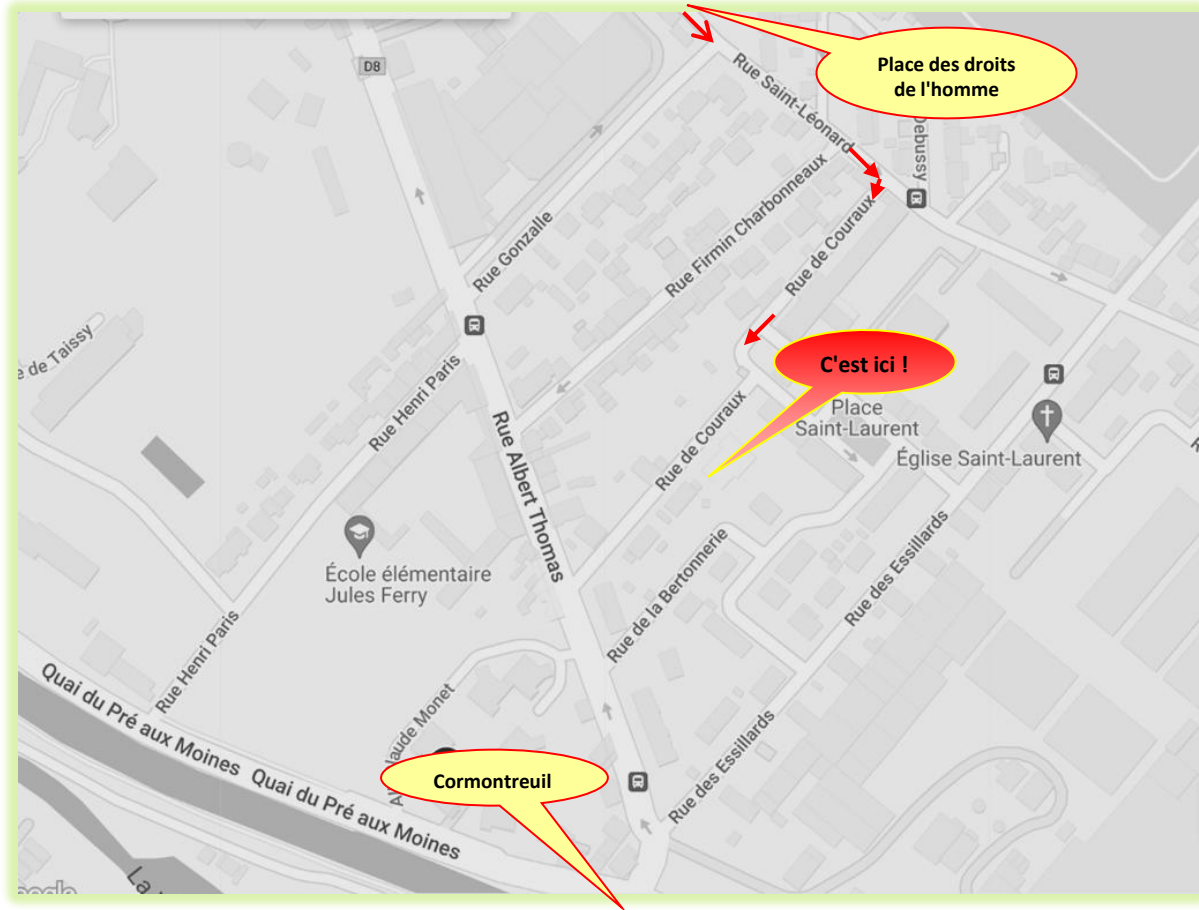 Place des droits
de l'homme
D8
Rue Saint-Léonard
Debussy
Rue Gonzalle
Rue Firmin Charbonneaux
Rue de Couraux
e de Taissy
Rue Henri Paris
C'est ici !
Place
Saint-Laurent
Église Saint-Laurent
Rue de Couraux
Rue Albert Thomas
École élémentaire
Jules Ferry
Rue de la Bertonnerie
Rue des Essillards
Rue Henri Paris
Quai du Pré aux Moines
Quai du Pré aux Moines
laude Monet
Cormontreuil
Rue des Essillards
La